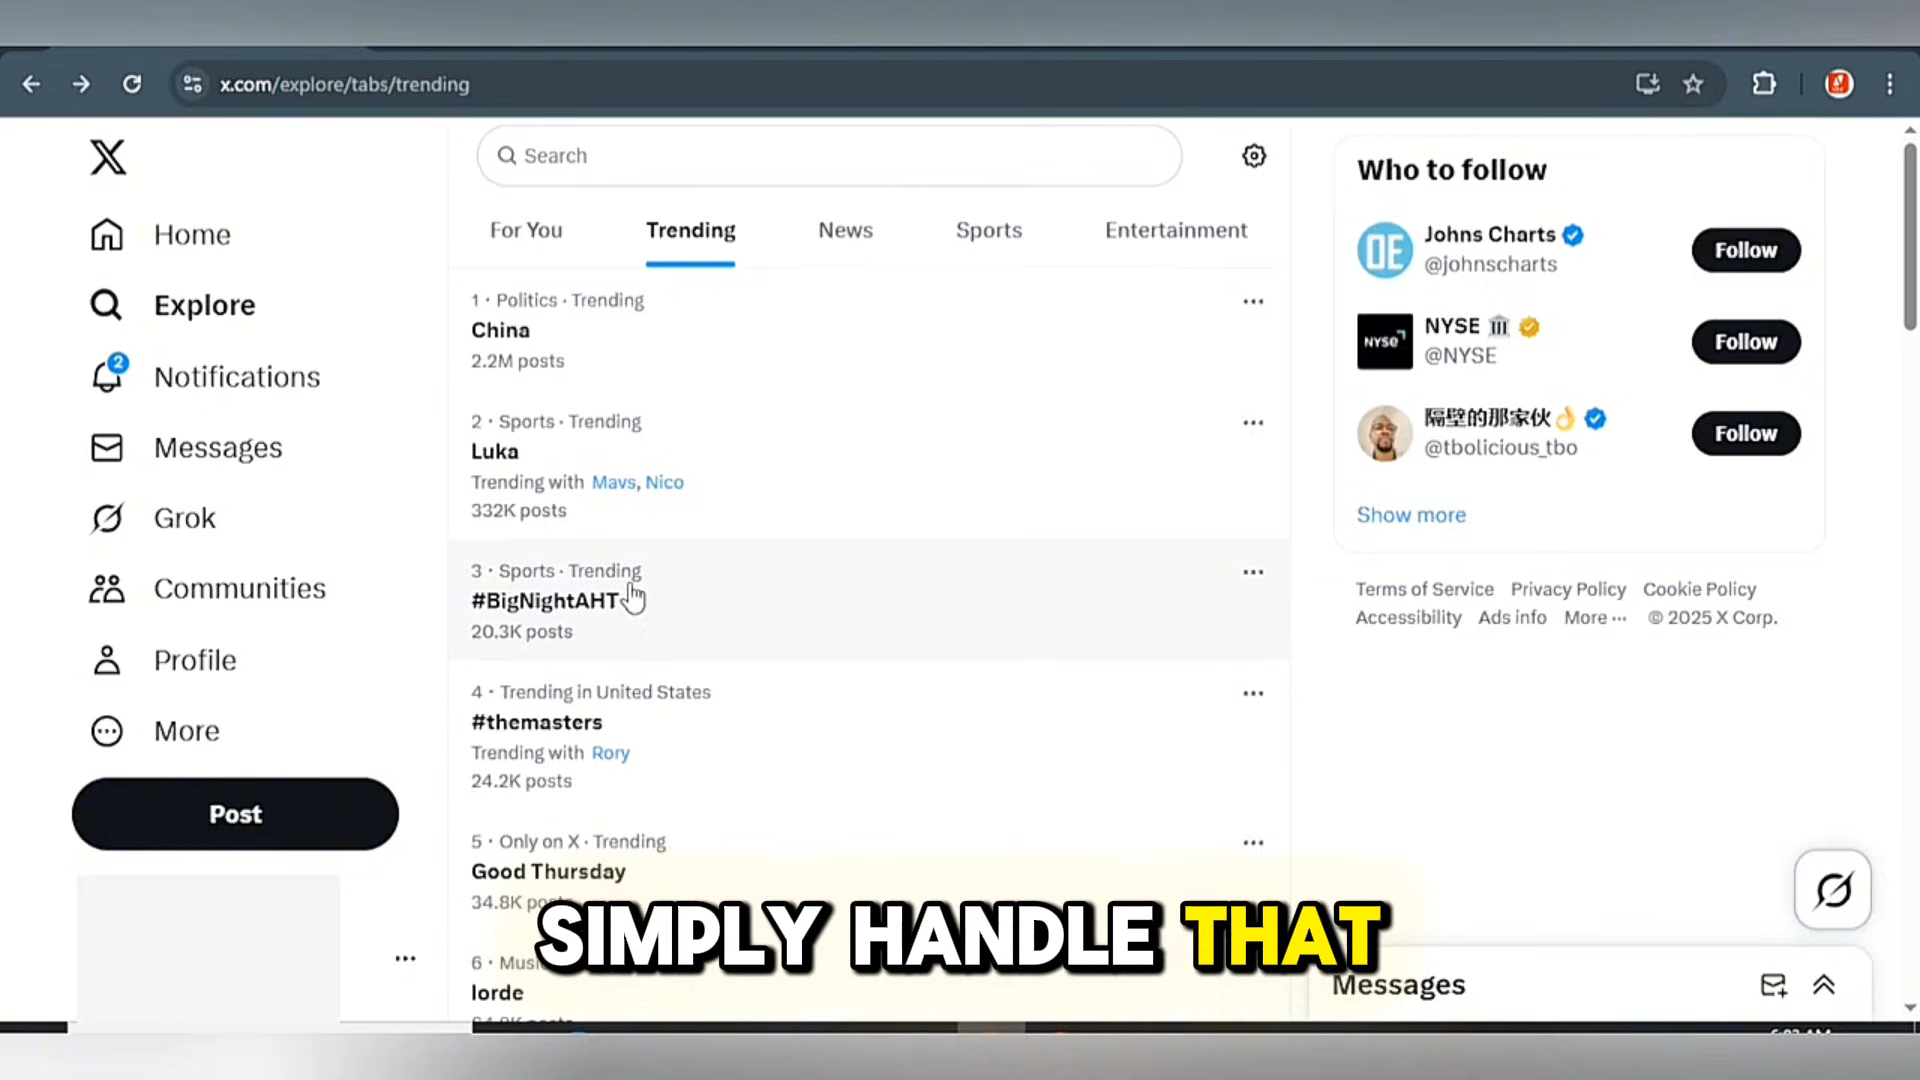 x.com/explore/tabs/trending
Search
For You
Trending
News
Sports
Entertainment
Home
Explore
2
Notifications
Messages
Grok
Communities
Profile
More
Post
1 · Politics · Trending
China
2.2M posts
2 · Sports · Trending
Luka
Trending with Mavs, Nico
332K posts
3 · Sports · Trending
#BigNightAHT
20.3K posts
4 · Trending in United States
#themasters
Trending with Rory
24.2K posts
5 · Only on X · Trending
Good Thursday
34.8K posts
6 · Music
lorde
SIMPLY HANDLE THAT
Who to follow
Johns Charts
@johnscharts
Follow
NYSE
NYSE 🏛
@NYSE
Follow
隔壁的那家伙👌
@tbolicious_tbo
Follow
Show more
Terms of Service Privacy Policy Cookie Policy
Accessibility Ads info More ··· © 2025 X Corp.
Messages